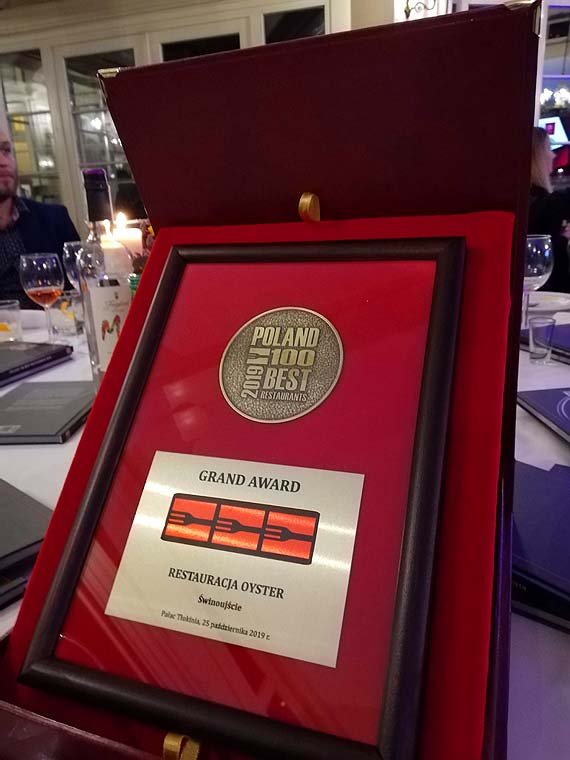 POLAND
100
BEST
RESTAURANTS
2019
GRAND AWARD
RESTAURACJA OYSTER
Świnoujście
Pałac Tłokinia, 25 października 2019 r.